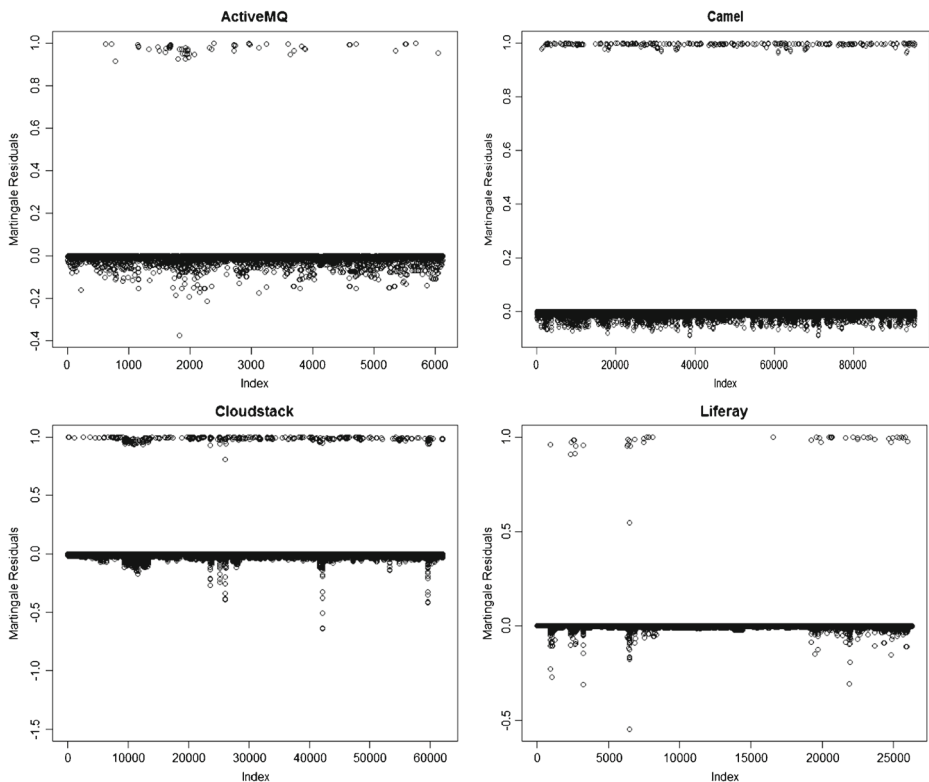 ActiveMQ
Martingale Residuals
1.0
0.8
0.6
0.4
0.2
0.0
-0.2
-0.4
0 1000 2000 3000 4000 5000 6000
Index
Camel
Martingale Residuals
1.0
0.8
0.6
0.4
0.2
0.0
0 20000 40000 60000 80000
Index
Cloudstack
Martingale Residuals
1.0
0.5
0.0
-0.5
-1.0
-1.5
0 10000 20000 30000 40000 50000 60000
Index
Liferay
Martingale Residuals
1.0
0.5
0.0
-0.5
0 5000 10000 15000 20000 25000
Index